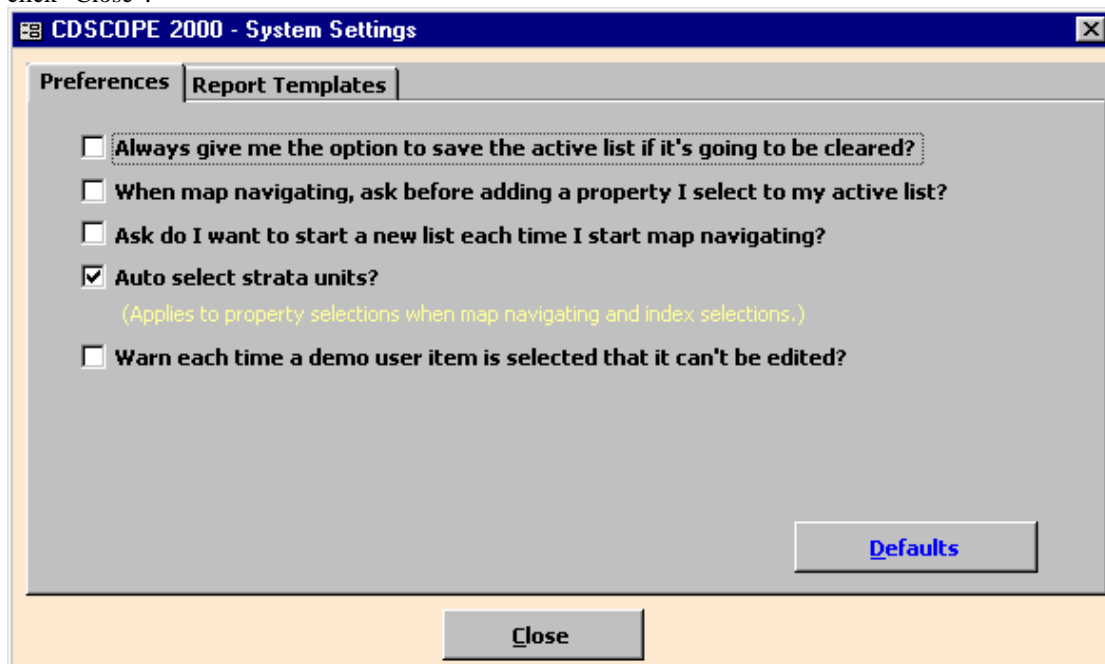 click "Close".
CDSCOPE 2000 - System Settings
Preferences
Report Templates
Always give me the option to save the active list if it's going to be cleared?
When map navigating, ask before adding a property I select to my active list?
Ask do I want to start a new list each time I start map navigating?
Auto select strata units?
(Applies to property selections when map navigating and index selections.)
Warn each time a demo user item is selected that it can't be edited?
Defaults
Close